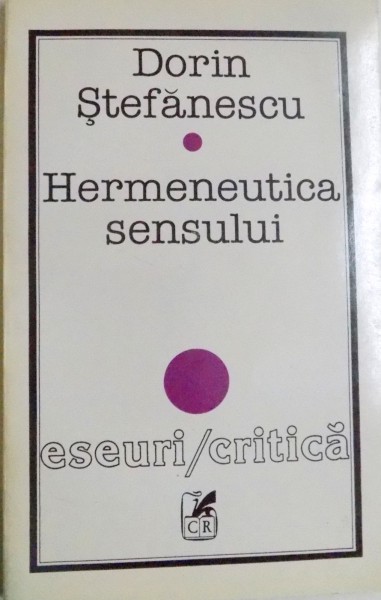 Dorin
Ştefănescu
Hermeneutica
sensului
eseuri/critică
CR